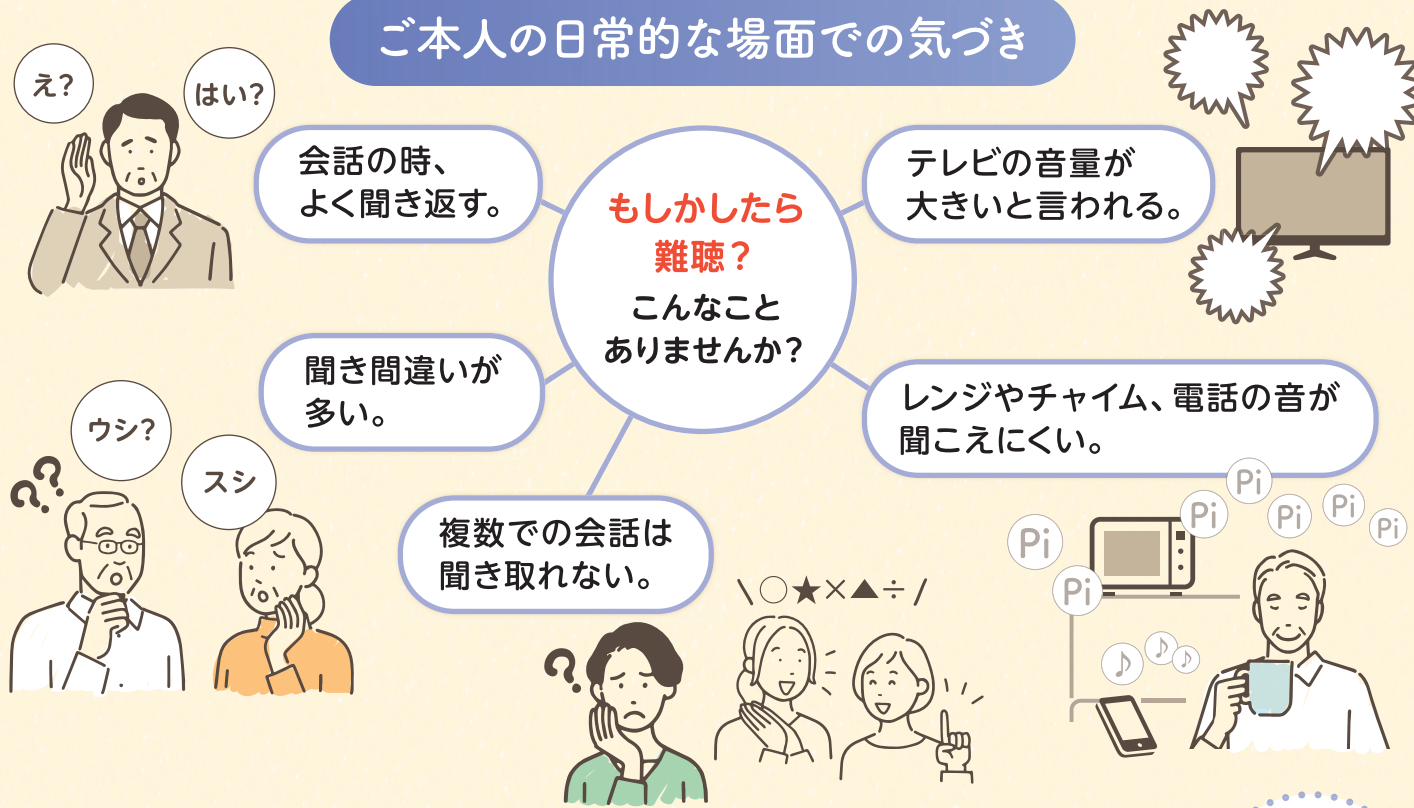 ご本人の日常的な場面での気づき
え?
はい?
会話の時、
よく聞き返す。
もしかしたら
難聴？
こんなこと
ありませんか？
テレビの音量が
大きいと言われる。
聞き間違いが
多い。
ウシ?
スシ
??
レンジやチャイム、電話の音が
聞こえにくい。
Pi
Pi
Pi
Pi
Pi
Pi
Pi
♪
♪
♪
複数での会話は
聞き取れない。
\○★×▲÷/
?